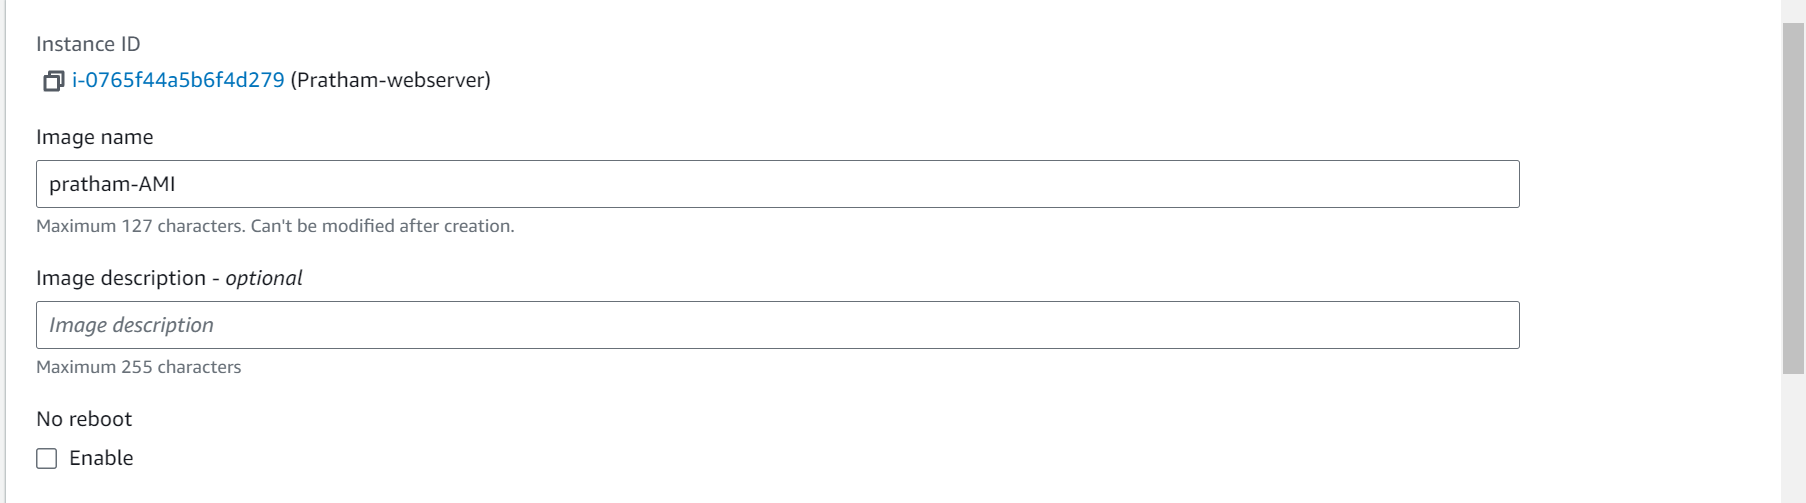 Instance ID
i-0765f44a5b6f4d279 (Pratham-webserver)
Image name
pratham-AMI
Maximum 127 characters. Can't be modified after creation.
Image description - optional
Image description
Maximum 255 characters
No reboot
Enable